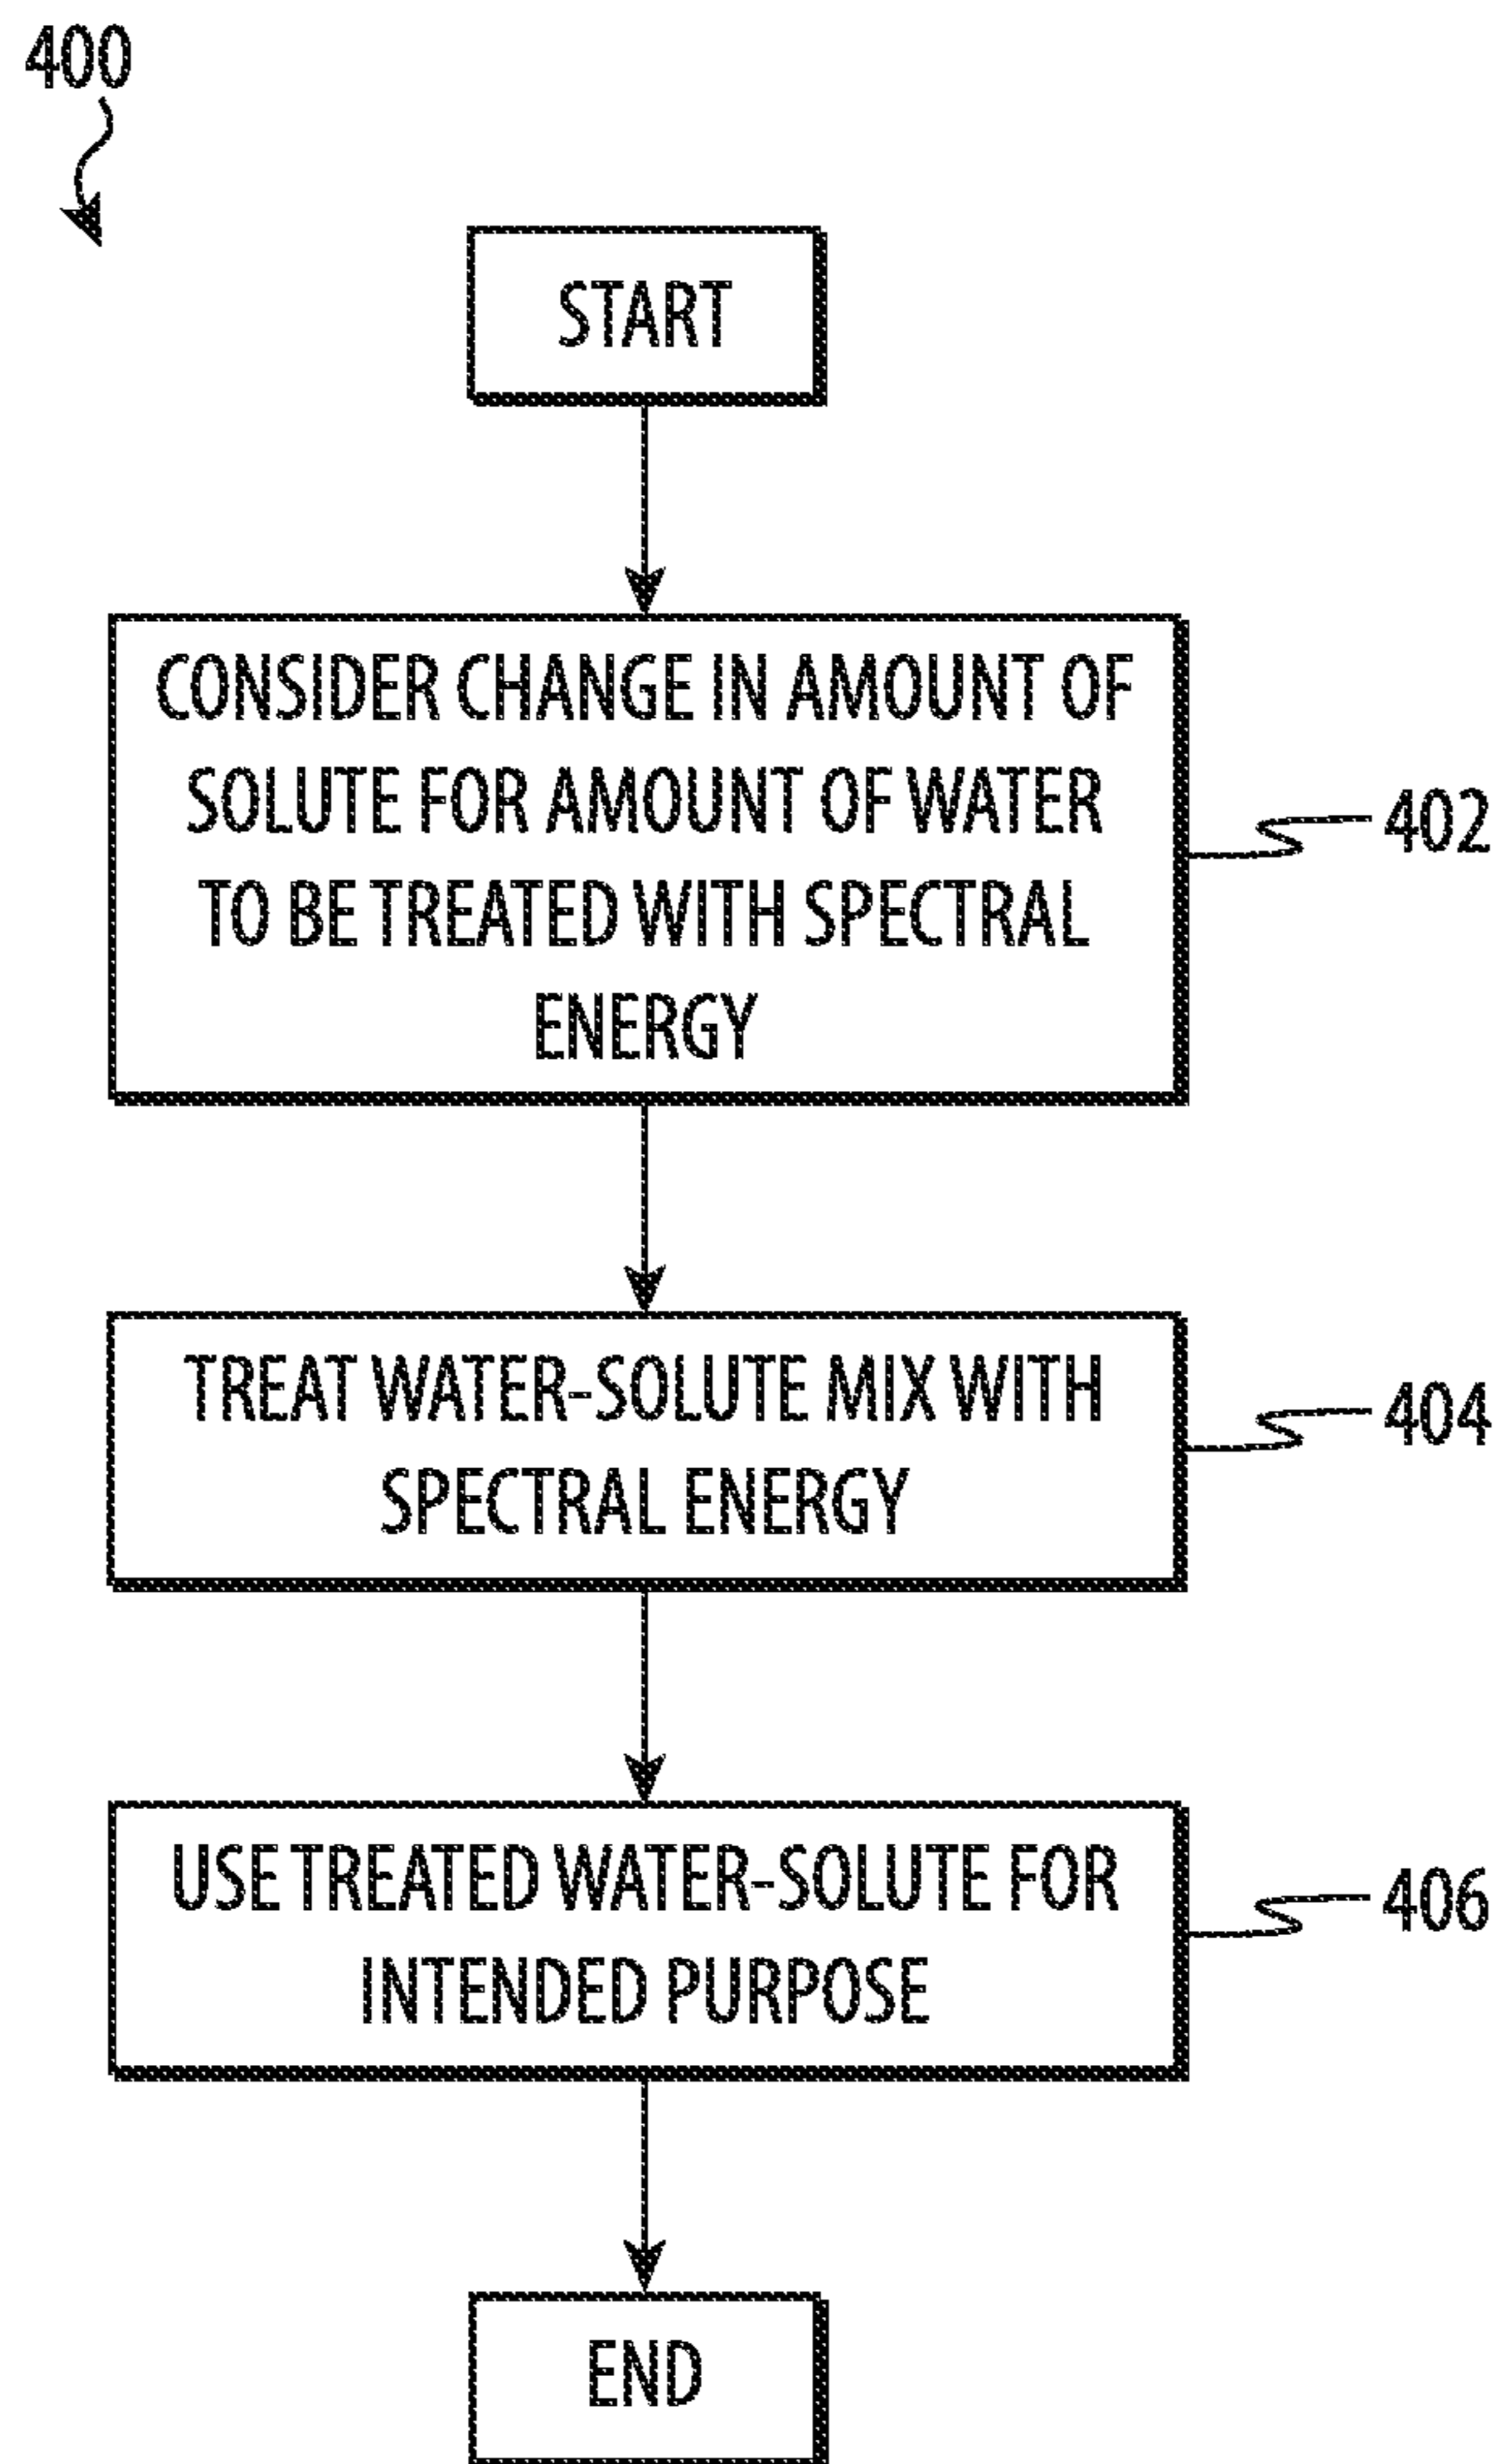 400
START
CONSIDER CHANGE IN AMOUNT OF
SOLUTE FOR AMOUNT OF WATER
TO BE TREATED WITH SPECTRAL
ENERGY
402
TREAT WATER-SOLUTE MIX WITH
SPECTRAL ENERGY
404
USE TREATED WATER-SOLUTE FOR
INTENDED PURPOSE
406
END